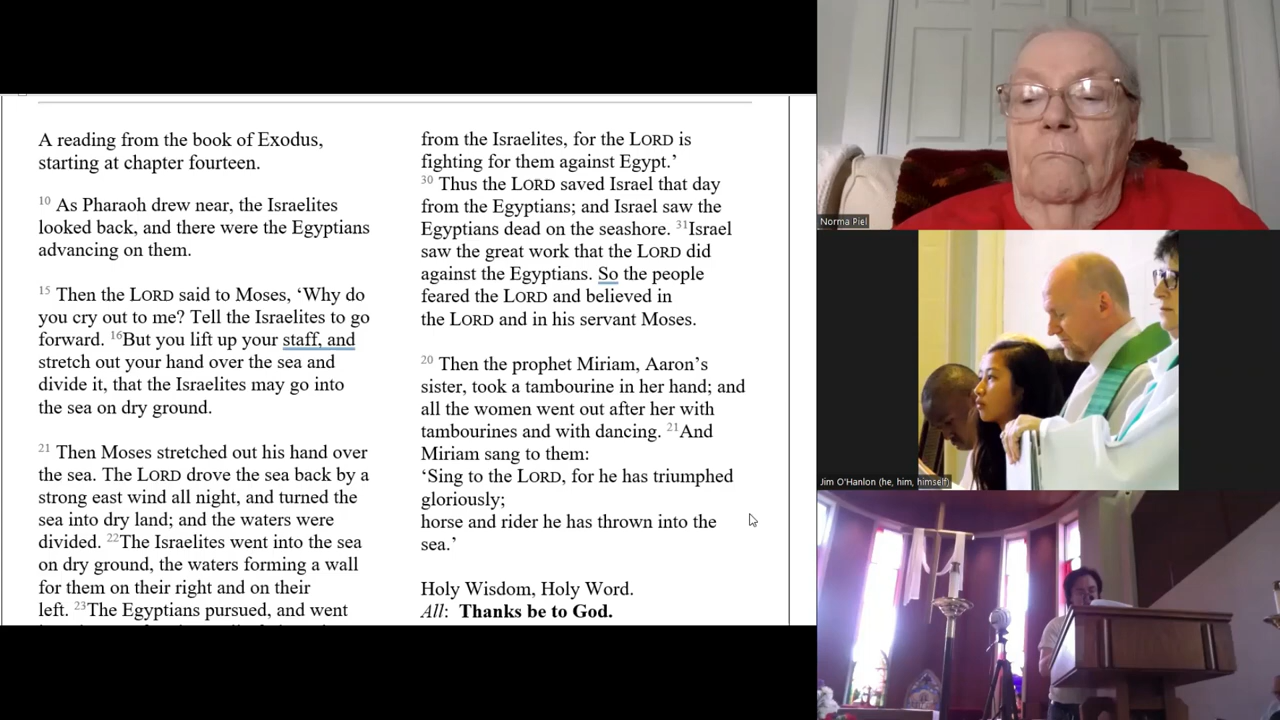 A reading from the book of Exodus,
starting at chapter fourteen.
10 As Pharaoh drew near, the Israelites
looked back, and there were the Egyptians
advancing on them.
15 Then the LORD said to Moses, ‘Why do
you cry out to me? Tell the Israelites to go
forward. 16But you lift up your staff, and
stretch out your hand over the sea and
divide it, that the Israelites may go into
the sea on dry ground.
21 Then Moses stretched out his hand over
the sea. The LORD drove the sea back by a
strong east wind all night, and turned the
sea into dry land; and the waters were
divided. 22The Israelites went into the sea
on dry ground, the waters forming a wall
for them on their right and on their
left. 23The Egyptians pursued, and went
from the Israelites, for the LORD is
fighting for them against Egypt.’
30 Thus the LORD saved Israel that day
from the Egyptians; and Israel saw the
Egyptians dead on the seashore. 31Israel
saw the great work that the LORD did
against the Egyptians. So the people
feared the LORD and believed in
the LORD and in his servant Moses.
20 Then the prophet Miriam, Aaron’s
sister, took a tambourine in her hand; and
all the women went out after her with
tambourines and with dancing. 21And
Miriam sang to them:
‘Sing to the LORD, for he has triumphed
gloriously;
horse and rider he has thrown into the
sea.’
Holy Wisdom, Holy Word.
All: Thanks be to God.
Norma Piel
Jim O'Hanlon (he, him, himself)